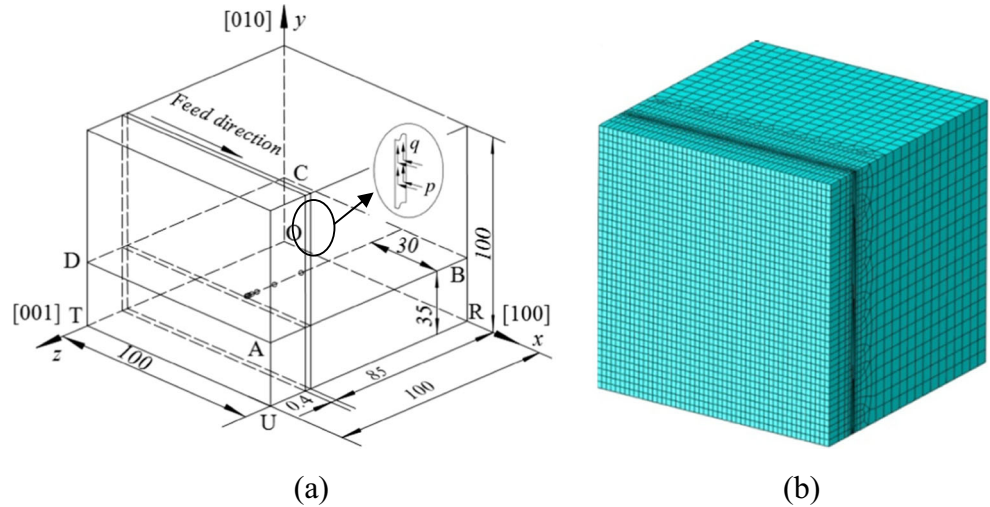 [010]
y
Feed direction
q
p
C
O
30
100
D
B
35
[001]
T
R
[100]
z
A
x
100
85
0.4
100
U
(a)
(b)